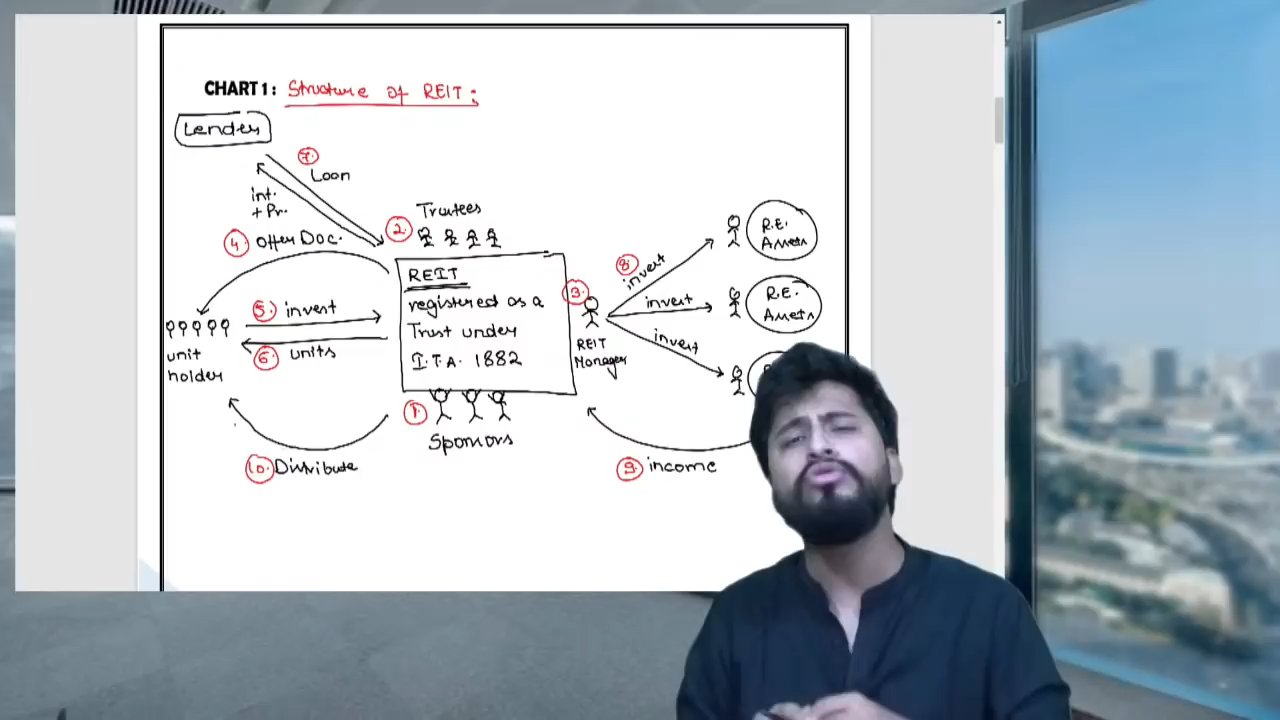 CHART 1: Structure of REIT:
Lender
7. Loan
int.
+ Pr.
2. Trustees
4. Offer Doc.
REIT
registered as a
Trust under
I.T.A. 1882
5. invest
6. units
unit
holder
3.
REIT
Manager
8. invest
invest
invest
R.E.
Assets
R.E.
Assets
1.
Sponsors
10. Distribute
9. income